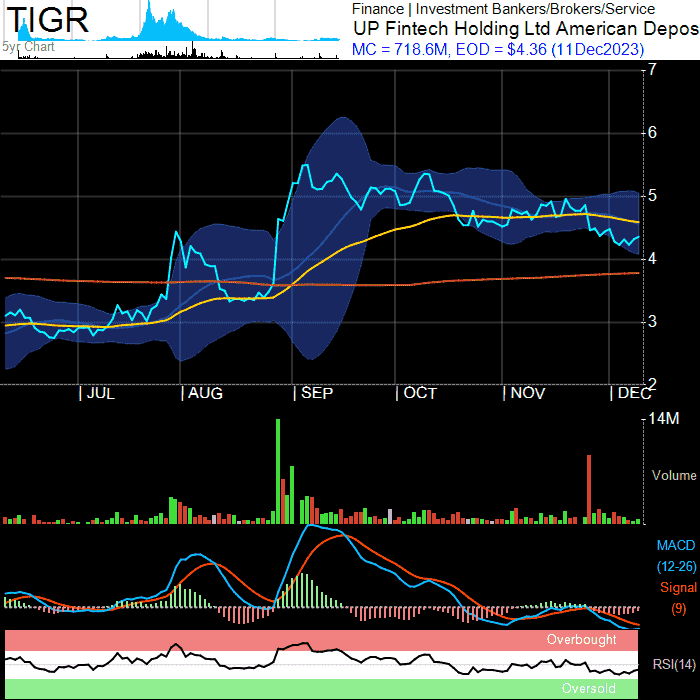 TIGR
5yr Chart
Finance | Investment Bankers/Brokers/Service
UP Fintech Holding Ltd American Depos
MC = 718.6M, EOD = $4.36 (11Dec2023)
7
6
5
4
3
2
JUL AUG SEP OCT NOV DEC
14M
Volume
MACD
(12-26)
Signal
(9)
Overbought
RSI(14)
Oversold